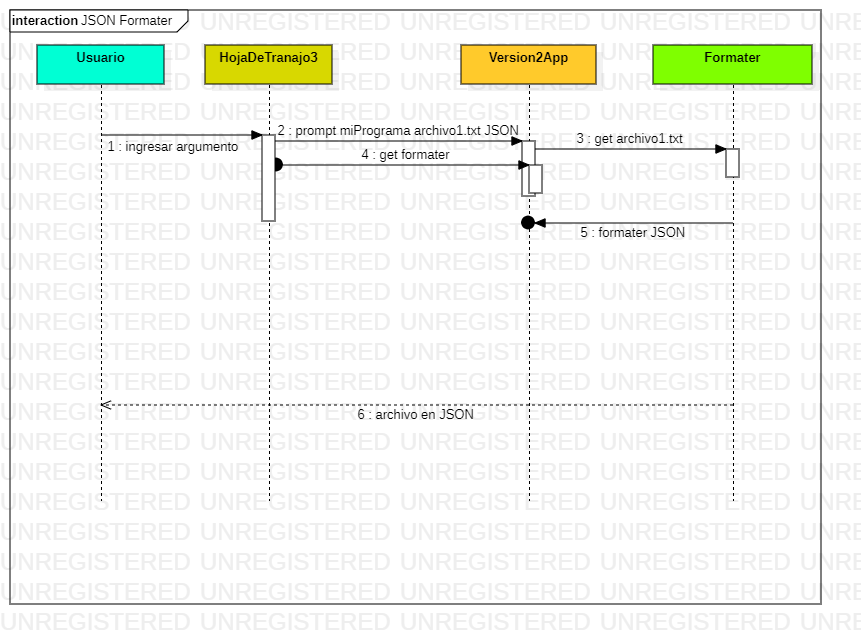 interaction JSON Formater
Usuario
HojaDeTranajo3
Version2App
Formater
1 : ingresar argumento
2 : prompt miPrograma archivo1.txt JSON
3 : get archivo1.txt
4 : get formater
5 : formater JSON
6 : archivo en JSON
UNREGISTERED